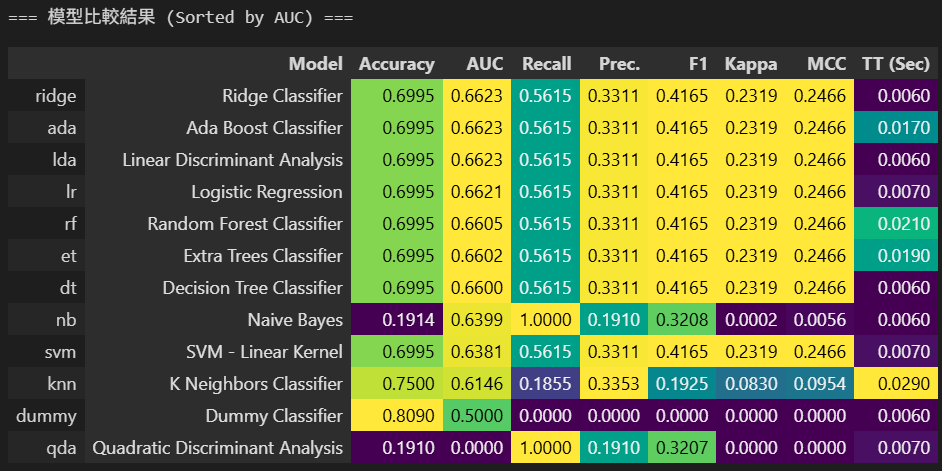 === 模型比較結果 (Sorted by AUC) ===
Model Accuracy AUC Recall Prec. F1 Kappa MCC TT (Sec)
ridge Ridge Classifier 0.6995 0.6623 0.5615 0.3311 0.4165 0.2319 0.2466 0.0060
ada Ada Boost Classifier 0.6995 0.6623 0.5615 0.3311 0.4165 0.2319 0.2466 0.0170
lda Linear Discriminant Analysis 0.6995 0.6623 0.5615 0.3311 0.4165 0.2319 0.2466 0.0060
lr Logistic Regression 0.6995 0.6621 0.5615 0.3311 0.4165 0.2319 0.2466 0.0070
rf Random Forest Classifier 0.6995 0.6605 0.5615 0.3311 0.4165 0.2319 0.2466 0.0210
et Extra Trees Classifier 0.6995 0.6602 0.5615 0.3311 0.4165 0.2319 0.2466 0.0190
dt Decision Tree Classifier 0.6995 0.6600 0.5615 0.3311 0.4165 0.2319 0.2466 0.0060
nb Naive Bayes 0.1914 0.6399 1.0000 0.1910 0.3208 0.0002 0.0056 0.0060
svm SVM - Linear Kernel 0.6995 0.6381 0.5615 0.3311 0.4165 0.2319 0.2466 0.0070
knn K Neighbors Classifier 0.7500 0.6146 0.1855 0.3353 0.1925 0.0830 0.0954 0.0290
dummy Dummy Classifier 0.8090 0.5000 0.0000 0.0000 0.0000 0.0000 0.0000 0.0060
qda Quadratic Discriminant Analysis 0.1910 0.0000 1.0000 0.1910 0.3207 0.0000 0.0000 0.0070